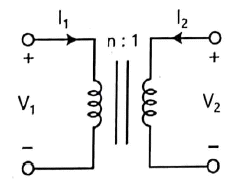 I₁ n : 1 I₂
+ +
V₁ V₂
− −